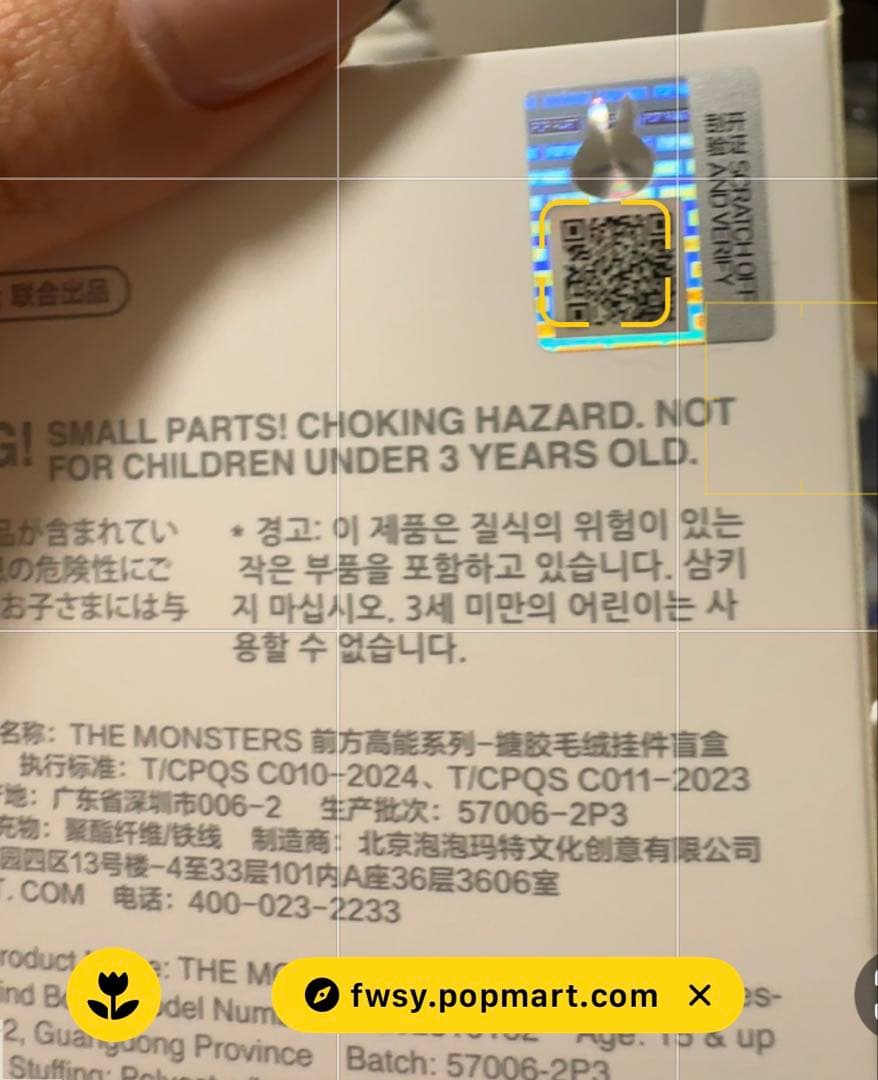 POP MART
刮开涂层 SCRATCH OFF
AND VERIFY
联合出品
G! SMALL PARTS! CHOKING HAZARD. NOT
FOR CHILDREN UNDER 3 YEARS OLD.
品が含まれてい
の危険性にご
お子さまには与
* 경고: 이 제품은 질식의 위험이 있는
작은 부품을 포함하고 있습니다. 삼키
지 마십시오. 3세 미만의 어린이는 사
용할 수 없습니다.
名称: THE MONSTERS 前方高能系列-搪胶毛绒挂件盲盒
执行标准: T/CPQS C010-2024、T/CPQS C011-2023
地: 广东省深圳市006-2 生产批次: 57006-2P3
充物: 聚酯纤维/铁线 制造商: 北京泡泡玛特文化创意有限公司
园四区13号楼-4至33层101内A座36层3606室
T.COM 电话: 400-023-2233
roduct : THE MO
ind B odel Num es-
fwsy.popmart.com
2, Guangdong Province Age: 15 & up
Stuffing: Batch: 57006-2P3